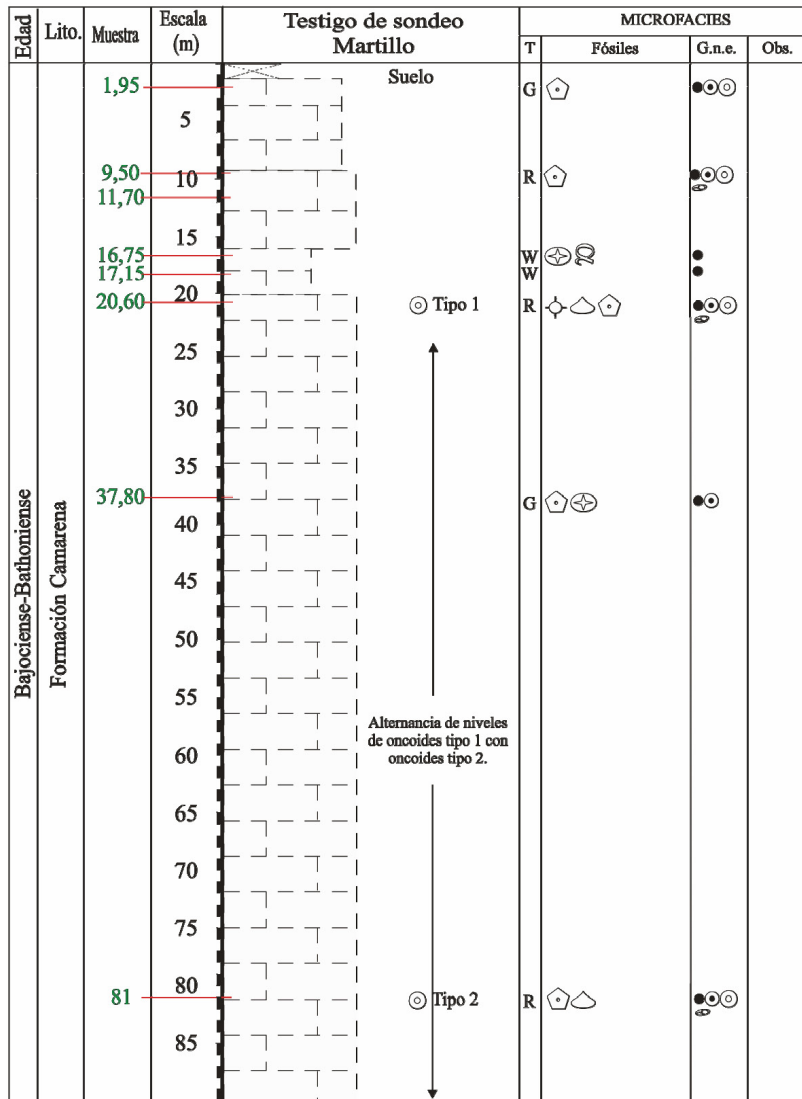 Edad
Lito.
Muestra
Escala
(m)
Testigo de sondeo
Martillo
MICROFACIES
T
Fósiles
G.n.e.
Obs.
Suelo
1,95
G
5
9,50
R
10
11,70
15
16,75
W
17,15
W
20
20,60
Tipo 1
R
25
30
35
37,80
G
40
45
50
55
Alternancia de niveles
de oncoides tipo 1 con
oncoides tipo 2.
60
65
70
75
80
81
Tipo 2
R
85
Bajociense-Bathoniense
Formación Camarena